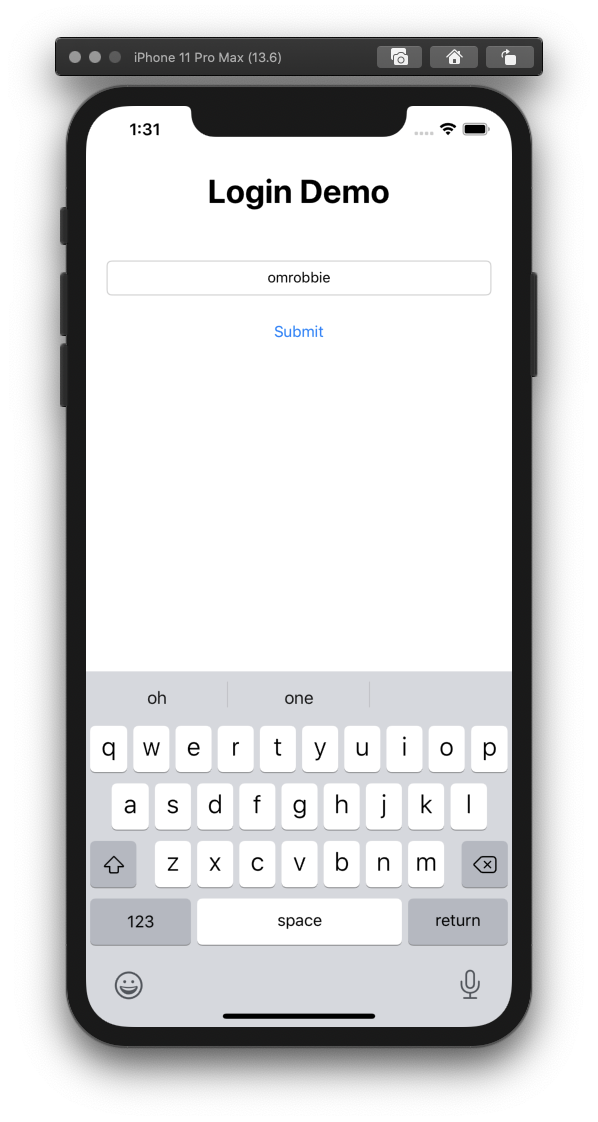 iPhone 11 Pro Max (13.6)
1:31
Login Demo
omrobbie
Submit
oh one
q w e r t y u i o p
a s d f g h j k l
z x c v b n m
123 space return